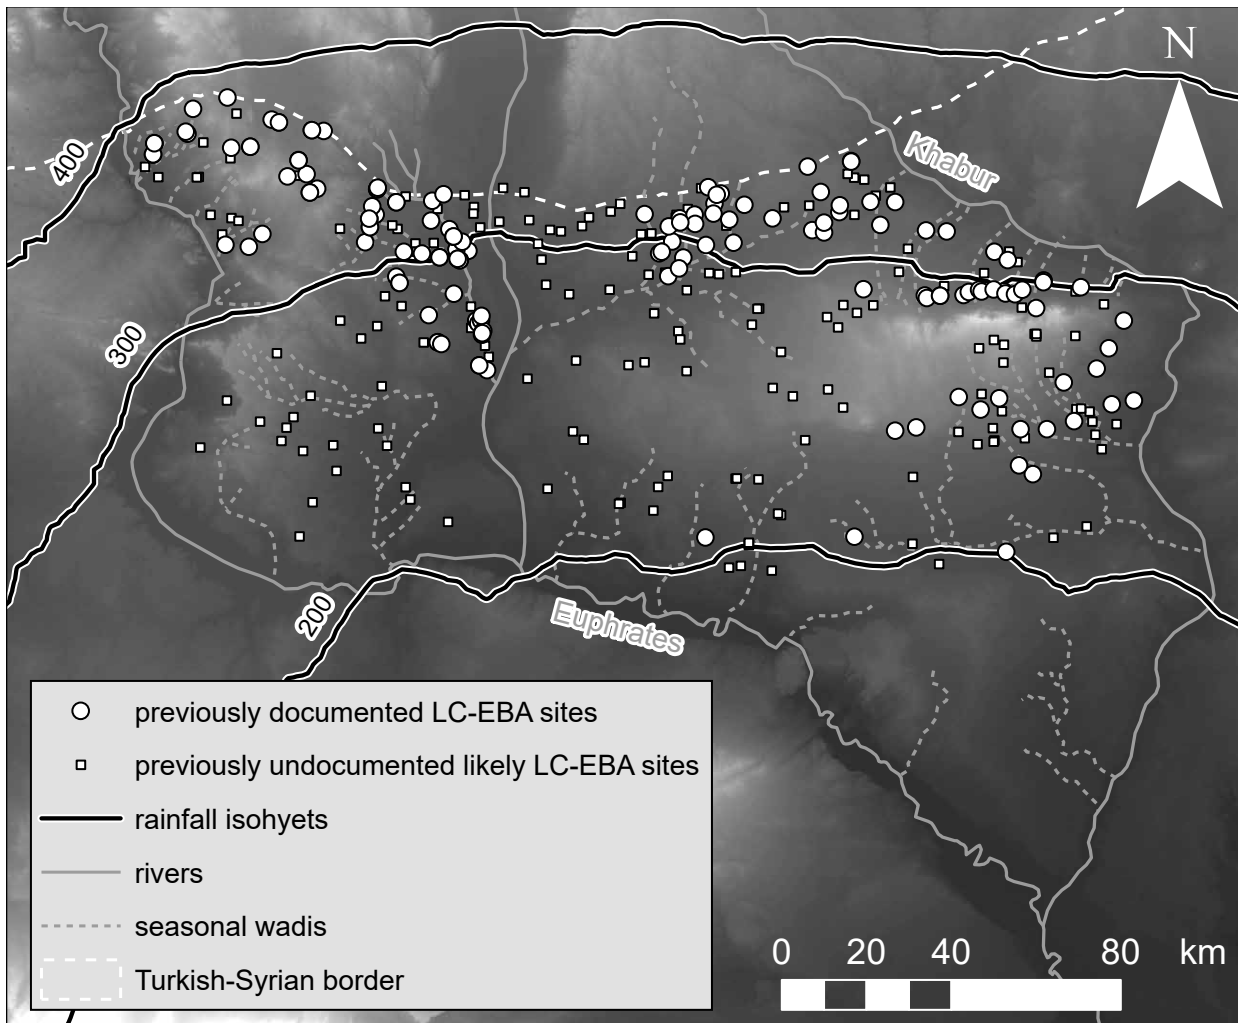 N
Khabur
400
300
200
Euphrates
previously documented LC-EBA sites
previously undocumented likely LC-EBA sites
rainfall isohyets
rivers
seasonal wadis
Turkish-Syrian border
0 20 40 80 km